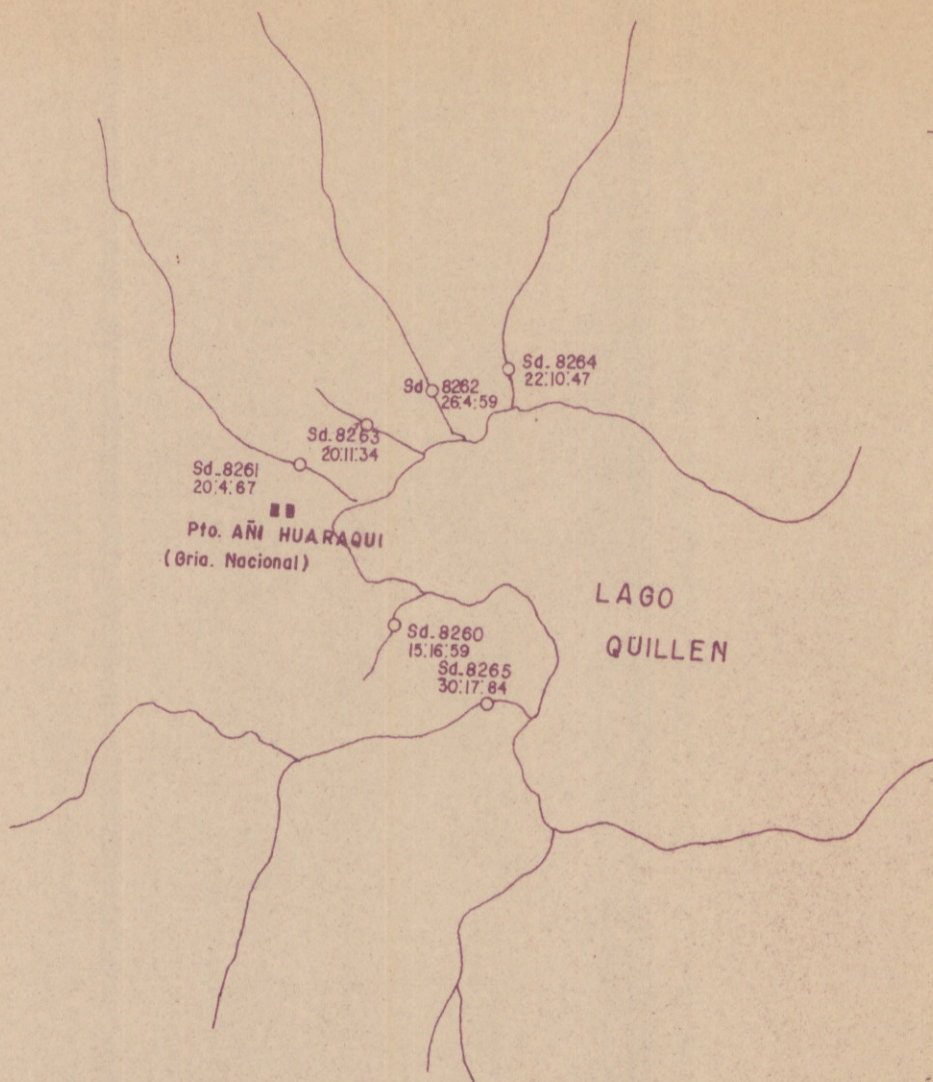 Sd. 8264
22:10:47
Sd 8262
26:4:59
Sd. 8263
20:11:34
Sd. 8261
20:4:67
Pto. AÑI HUARAQUI
(Gria. Nacional)
LAGO
QUILLEN
Sd. 8260
15:16:59
Sd. 8265
30:17:84